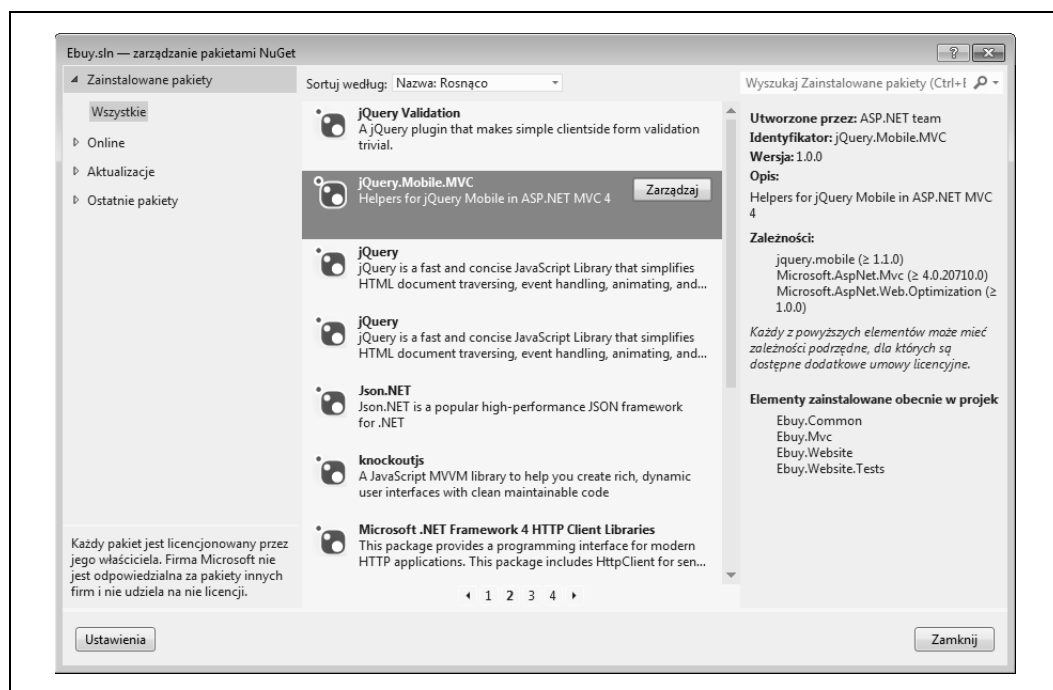 Ebuy.sln — zarządzanie pakietami NuGet
Zainstalowane pakiety
Wszystkie
Online
Aktualizacje
Ostatnie pakiety
Każdy pakiet jest licencjonowany przez
jego właściciela. Firma Microsoft nie
jest odpowiedzialna za pakiety innych
firm i nie udziela na nie licencji.
Sortuj według: Nazwa: Rosnąco
jQuery Validation
A jQuery plugin that makes simple clientside form validation
trivial.
jQuery.Mobile.MVC
Helpers for jQuery Mobile in ASP.NET MVC 4
Zarządzaj
jQuery
jQuery is a fast and concise JavaScript Library that simplifies
HTML document traversing, event handling, animating, and...
jQuery
jQuery is a fast and concise JavaScript Library that simplifies
HTML document traversing, event handling, animating, and...
Json.NET
Json.NET is a popular high-performance JSON framework
for .NET
knockoutjs
A JavaScript MVVM library to help you create rich, dynamic
user interfaces with clean maintainable code
Microsoft .NET Framework 4 HTTP Client Libraries
This package provides a programming interface for modern
HTTP applications. This package includes HttpClient for sen...
1 2 3 4
Wyszukaj Zainstalowane pakiety (Ctrl+E
Utworzone przez: ASP.NET team
Identyfikator: jQuery.Mobile.MVC
Wersja: 1.0.0
Opis:
Helpers for jQuery Mobile in ASP.NET MVC
4
Zależności:
jquery.mobile (≥ 1.1.0)
Microsoft.AspNet.Mvc (≥ 4.0.20710.0)
Microsoft.AspNet.Web.Optimization (≥
1.0.0)
Każdy z powyższych elementów może mieć
zależności podrzędne, dla których są
dostępne dodatkowe umowy licencyjne.
Elementy zainstalowane obecnie w projek
Ebuy.Common
Ebuy.Mvc
Ebuy.Website
Ebuy.Website.Tests
Ustawienia
Zamknij